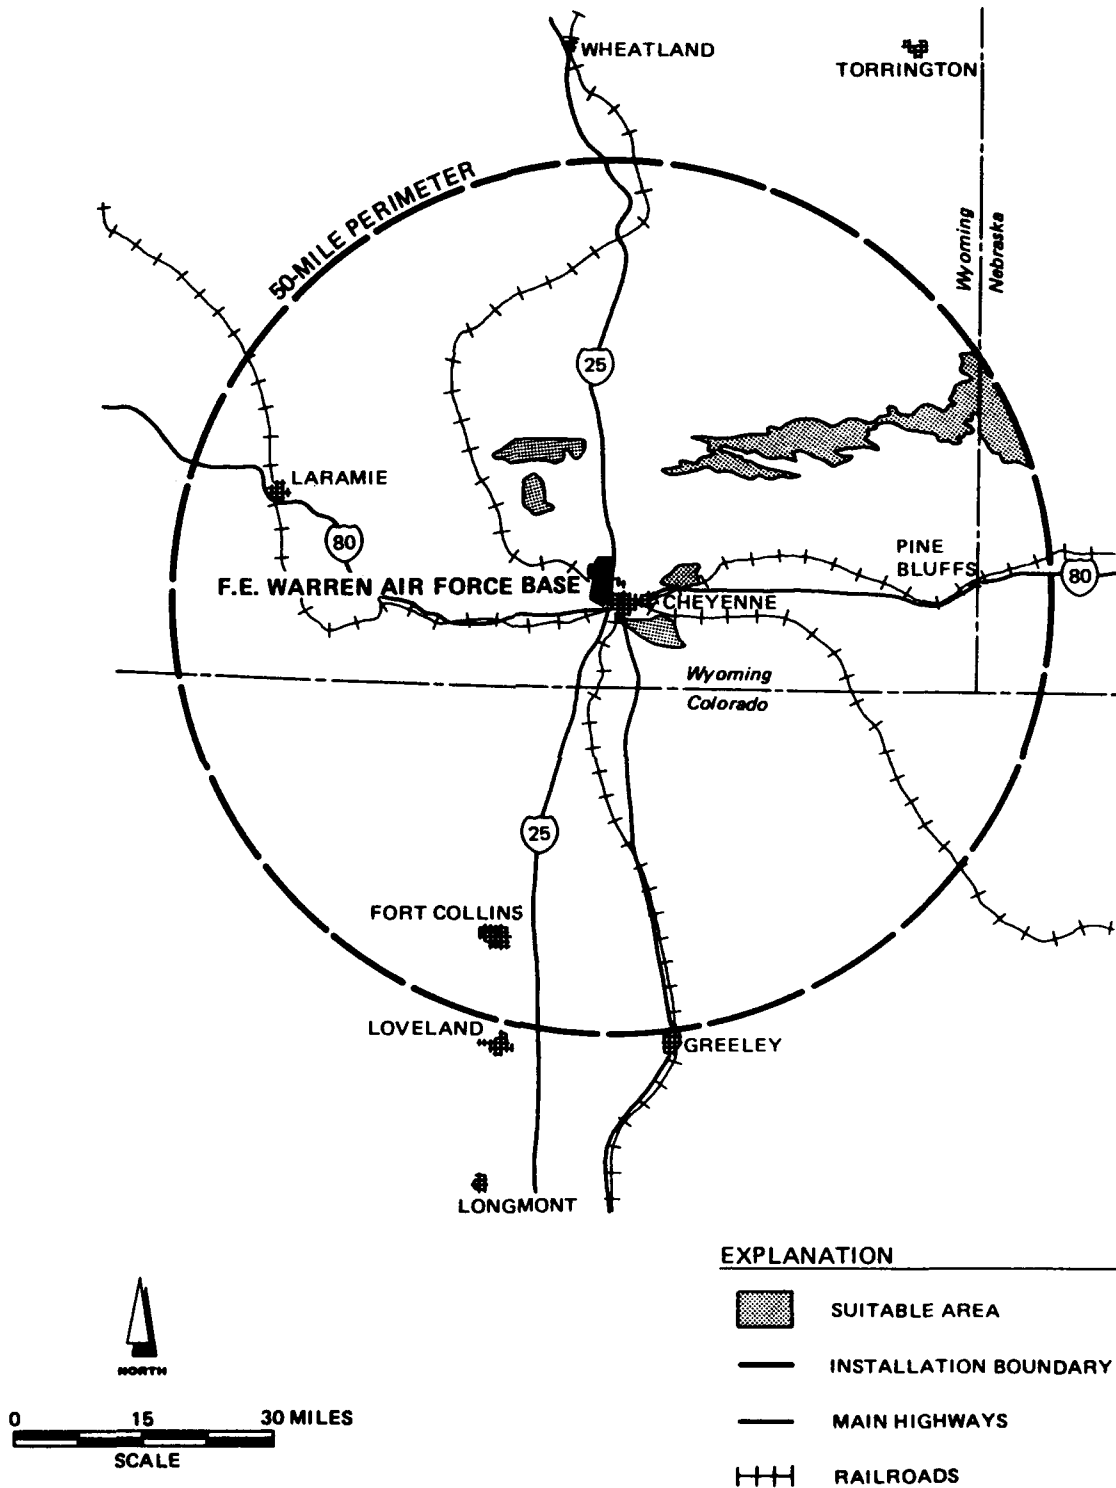 WHEATLAND
TORRINGTON
50-MILE PERIMETER
Wyoming
Nebraska
25
LARAMIE
80
PINE
BLUFFS
80
F.E. WARREN AIR FORCE BASE
CHEYENNE
Wyoming
Colorado
25
FORT COLLINS
LOVELAND
GREELEY
LONGMONT
EXPLANATION
SUITABLE AREA
INSTALLATION BOUNDARY
MAIN HIGHWAYS
RAILROADS
NORTH
0 15 30 MILES
SCALE